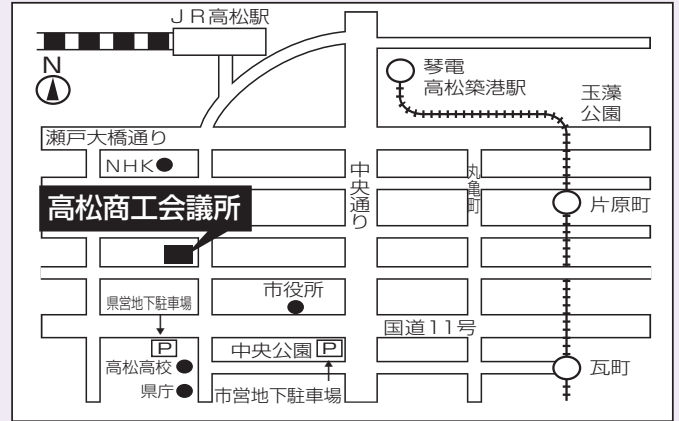 JR高松駅
N
琴電
高松築港駅
玉藻
公園
瀬戸大橋通り
NHK
中央通り
丸亀町
高松商工会議所
片原町
県営地下駐車場
市役所
国道11号
P
中央公園
P
高松高校
瓦町
県庁
市営地下駐車場